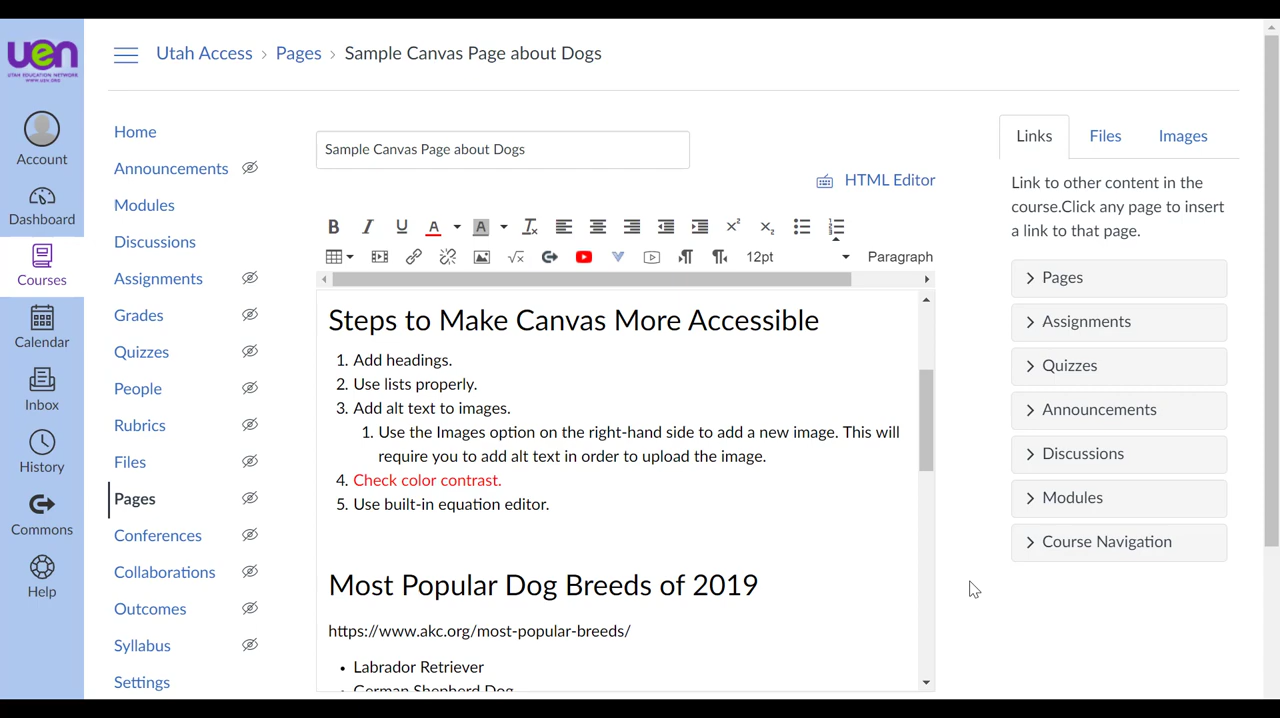 uen
UTAH EDUCATION NETWORK
WWW.UEN.ORG
Account
Dashboard
Courses
Calendar
Inbox
History
Commons
Help
Utah Access > Pages > Sample Canvas Page about Dogs
Home
Announcements
Modules
Discussions
Assignments
Grades
Quizzes
People
Rubrics
Files
Pages
Conferences
Collaborations
Outcomes
Syllabus
Settings
Sample Canvas Page about Dogs
HTML Editor
12pt Paragraph
Steps to Make Canvas More Accessible
1. Add headings.
2. Use lists properly.
3. Add alt text to images.
1. Use the Images option on the right-hand side to add a new image. This will
require you to add alt text in order to upload the image.
4. Check color contrast.
5. Use built-in equation editor.
Most Popular Dog Breeds of 2019
https://www.akc.org/most-popular-breeds/
• Labrador Retriever
German Shepherd Dog
Links Files Images
Link to other content in the
course.Click any page to insert
a link to that page.
Pages
Assignments
Quizzes
Announcements
Discussions
Modules
Course Navigation